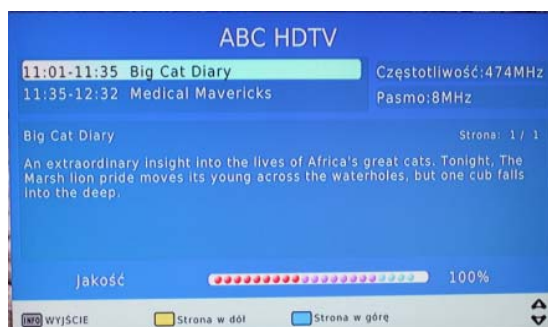 ABC HDTV
11:01-11:35 Big Cat Diary
11:35-12:32 Medical Mavericks
Częstotliwość:474MHz
Pasmo:8MHz
Big Cat Diary
Strona: 1/ 1
An extraordinary insight into the lives of Africa's great cats. Tonight, The
Marsh lion pride moves its young across the waterholes, but one cub falls
into the deep.
Jakość
100%
INFO WYJŚCIE
Strona w dół
Strona w górę